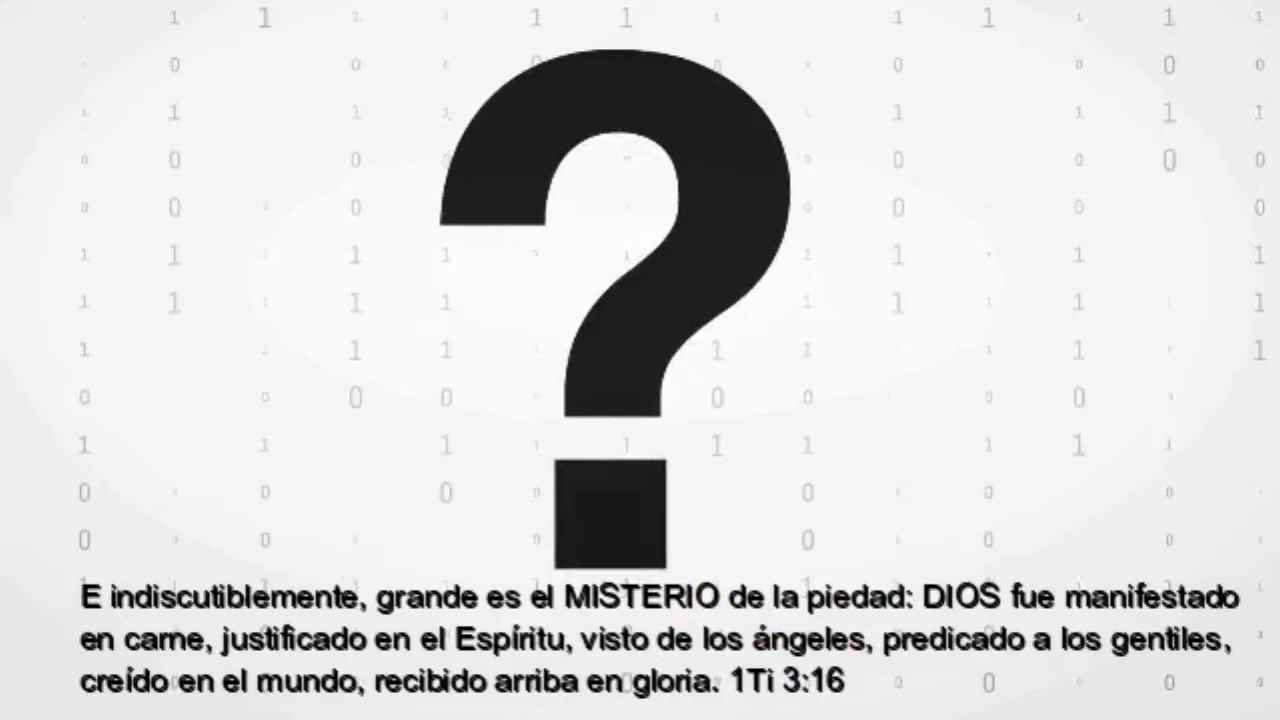 ?
E indiscutiblemente, grande es el MISTERIO de la piedad: DIOS fue manifestado
en carne, justificado en el Espíritu, visto de los ángeles, predicado a los gentiles,
creído en el mundo, recibido arriba en gloria. 1Ti 3:16